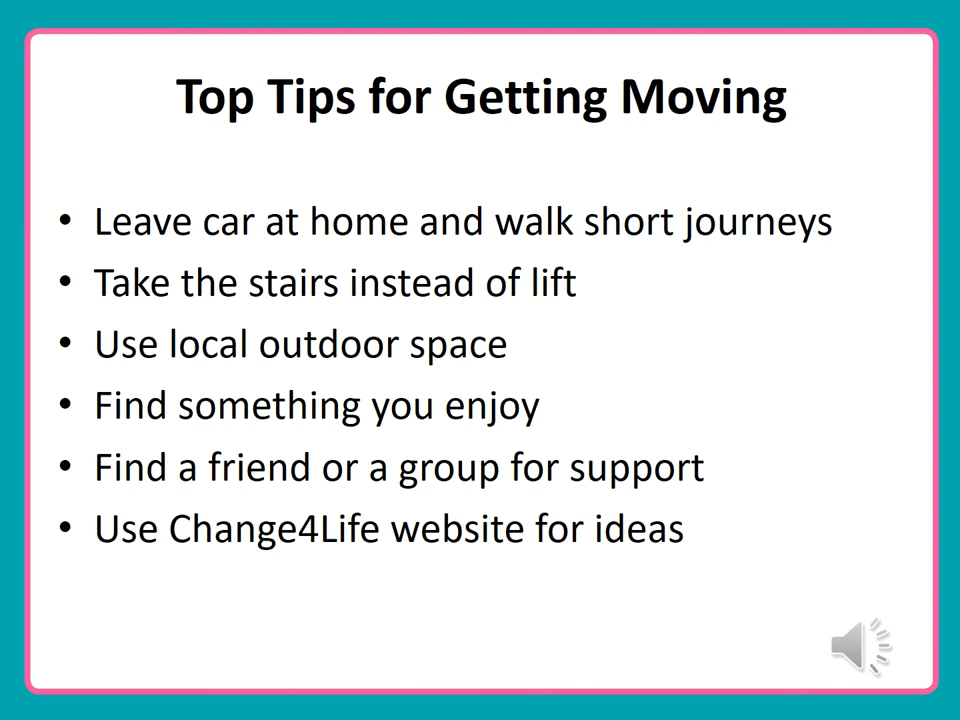 Top Tips for Getting Moving
• Leave car at home and walk short journeys
• Take the stairs instead of lift
• Use local outdoor space
• Find something you enjoy
• Find a friend or a group for support
• Use Change4Life website for ideas